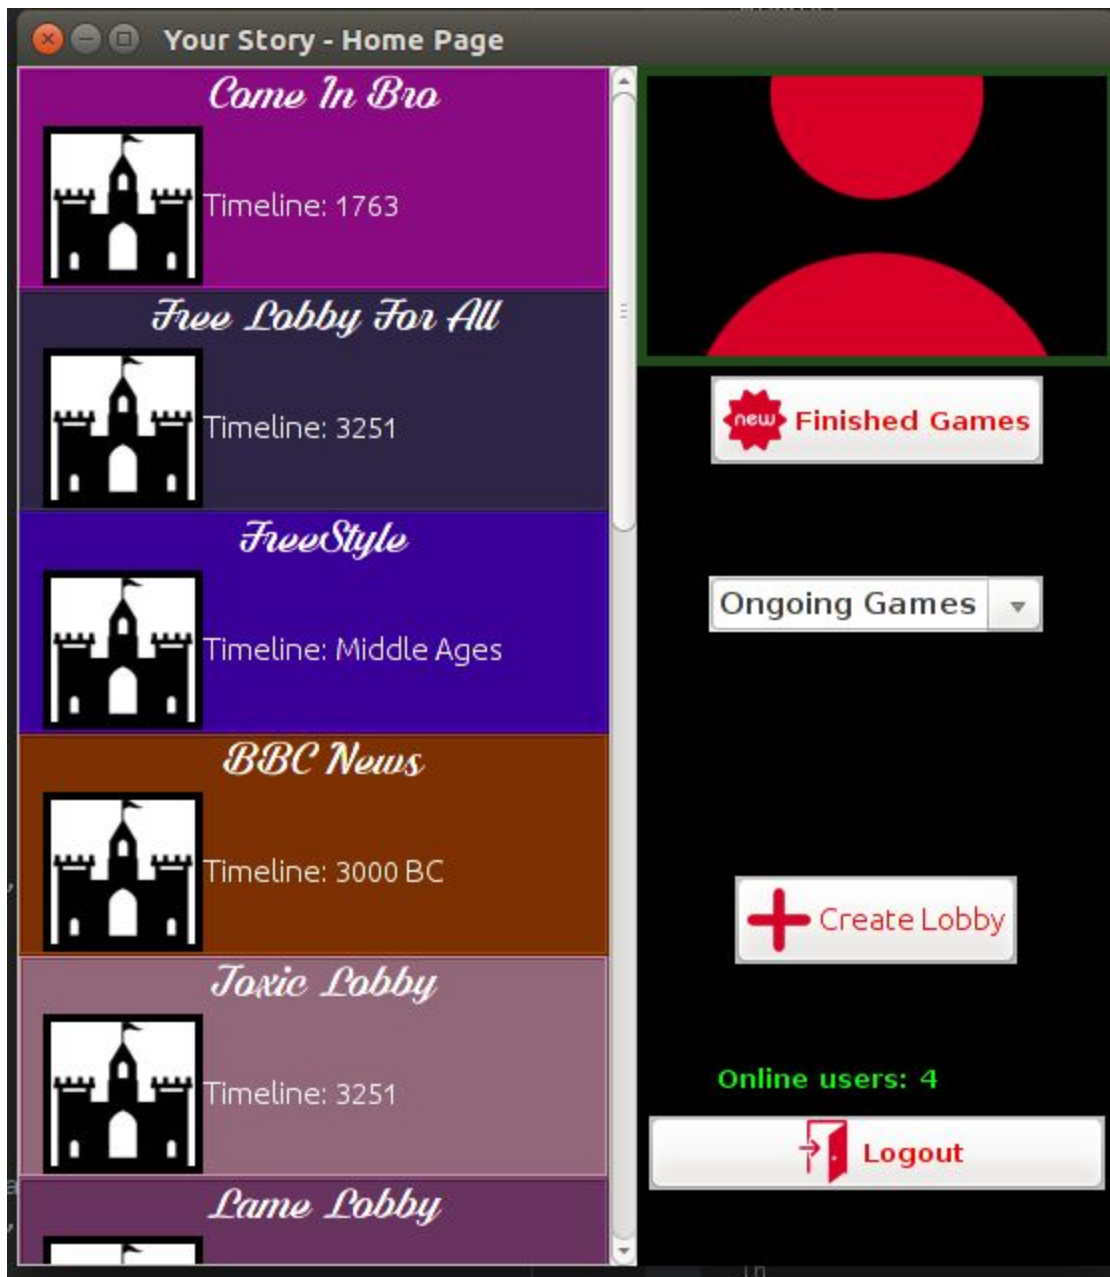 Your Story - Home Page
Come In Bro
Timeline: 1763
Free Lobby For All
Timeline: 3251
FreeStyle
Timeline: Middle Ages
BBC News
Timeline: 3000 BC
Toxic Lobby
Timeline: 3251
Lame Lobby
new Finished Games
Ongoing Games
Create Lobby
Online users: 4
Logout